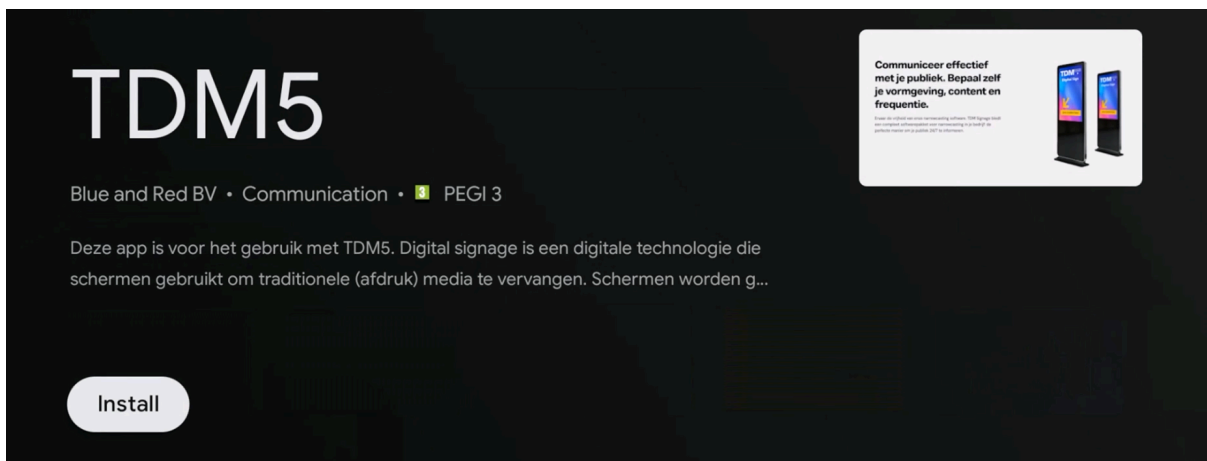 TDM5
Blue and Red BV • Communication • 3 PEGI 3
Deze app is voor het gebruik met TDM5. Digital signage is een digitale technologie die
schermen gebruikt om traditionele (afdruk) media te vervangen. Schermen worden g...
Install
Communiceer effectief
met je publiek. Bepaal zelf
je vormgeving, content en
frequentie.
TDM
TDM